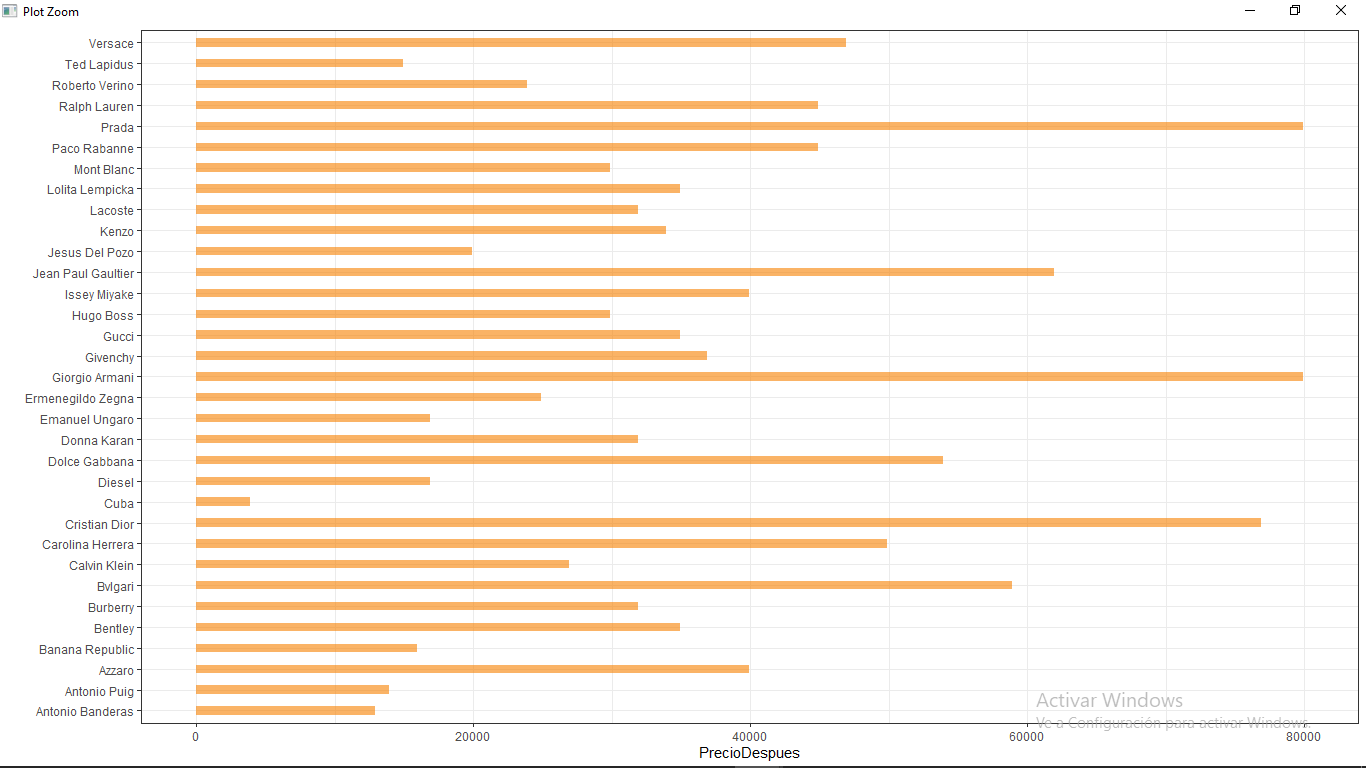 Plot Zoom
Versace
Ted Lapidus
Roberto Verino
Ralph Lauren
Prada
Paco Rabanne
Mont Blanc
Lolita Lempicka
Lacoste
Kenzo
Jesus Del Pozo
Jean Paul Gaultier
Issey Miyake
Hugo Boss
Gucci
Givenchy
Giorgio Armani
Ermenegildo Zegna
Emanuel Ungaro
Donna Karan
Dolce Gabbana
Diesel
Cuba
Cristian Dior
Carolina Herrera
Calvin Klein
Bvlgari
Burberry
Bentley
Banana Republic
Azzaro
Antonio Puig
Antonio Banderas
Activar Windows
Ve a Configuración para activar Windows.
0 20000 40000 60000 80000
PrecioDespues